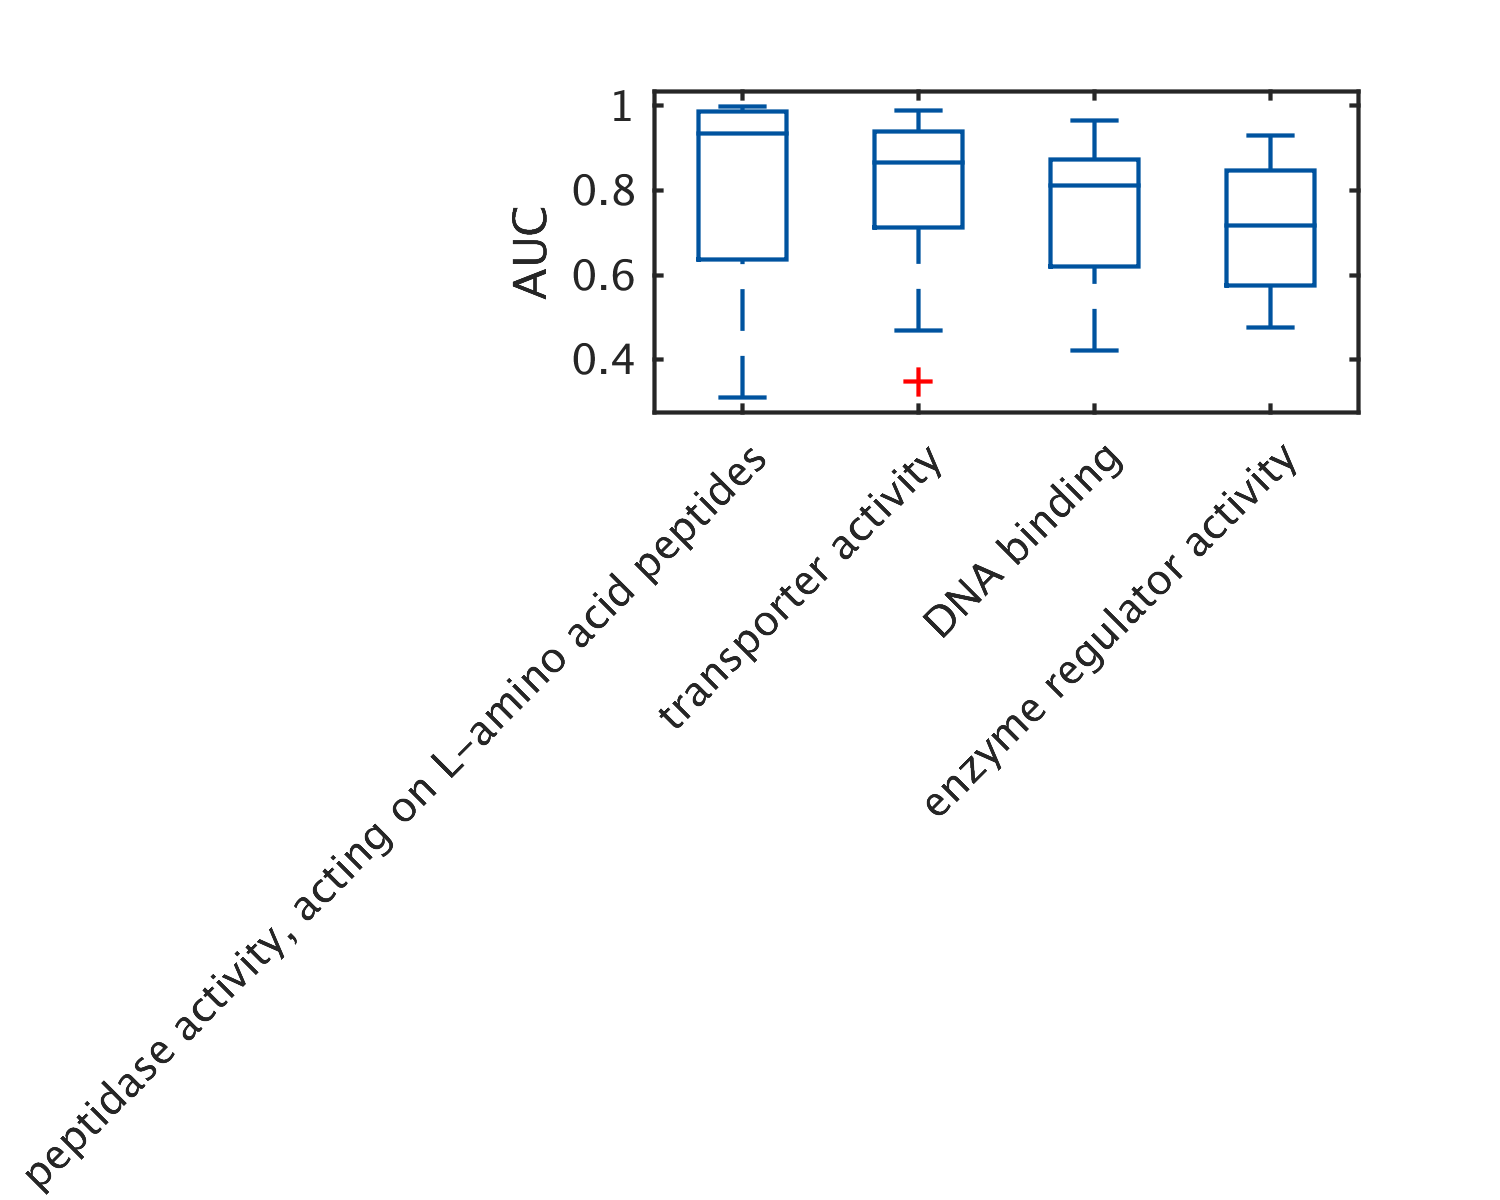 1
0.8
0.6
0.4
AUC
peptidase activity, acting on L-amino acid peptides
transporter activity
DNA binding
enzyme regulator activity